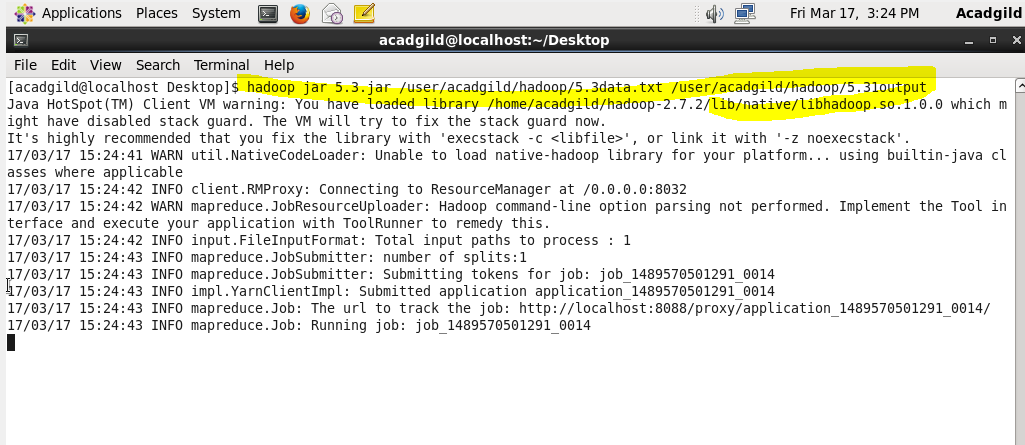 Applications Places System Fri Mar 17, 3:24 PM Acadgild
acadgild@localhost:~/Desktop
File Edit View Search Terminal Help
[acadgild@localhost Desktop]$ hadoop jar 5.3.jar /user/acadgild/hadoop/5.3data.txt /user/acadgild/hadoop/5.31output
Java HotSpot(TM) Client VM warning: You have loaded library /home/acadgild/hadoop-2.7.2/lib/native/libhadoop.so.1.0.0 which m
ight have disabled stack guard. The VM will try to fix the stack guard now.
It's highly recommended that you fix the library with 'execstack -c <libfile>', or link it with '-z noexecstack'.
17/03/17 15:24:41 WARN util.NativeCodeLoader: Unable to load native-hadoop library for your platform... using builtin-java cl
asses where applicable
17/03/17 15:24:42 INFO client.RMProxy: Connecting to ResourceManager at /0.0.0.0:8032
17/03/17 15:24:42 WARN mapreduce.JobResourceUploader: Hadoop command-line option parsing not performed. Implement the Tool in
terface and execute your application with ToolRunner to remedy this.
17/03/17 15:24:42 INFO input.FileInputFormat: Total input paths to process : 1
17/03/17 15:24:43 INFO mapreduce.JobSubmitter: number of splits:1
17/03/17 15:24:43 INFO mapreduce.JobSubmitter: Submitting tokens for job: job_1489570501291_0014
17/03/17 15:24:43 INFO impl.YarnClientImpl: Submitted application application_1489570501291_0014
17/03/17 15:24:43 INFO mapreduce.Job: The url to track the job: http://localhost:8088/proxy/application_1489570501291_0014/
17/03/17 15:24:43 INFO mapreduce.Job: Running job: job_1489570501291_0014